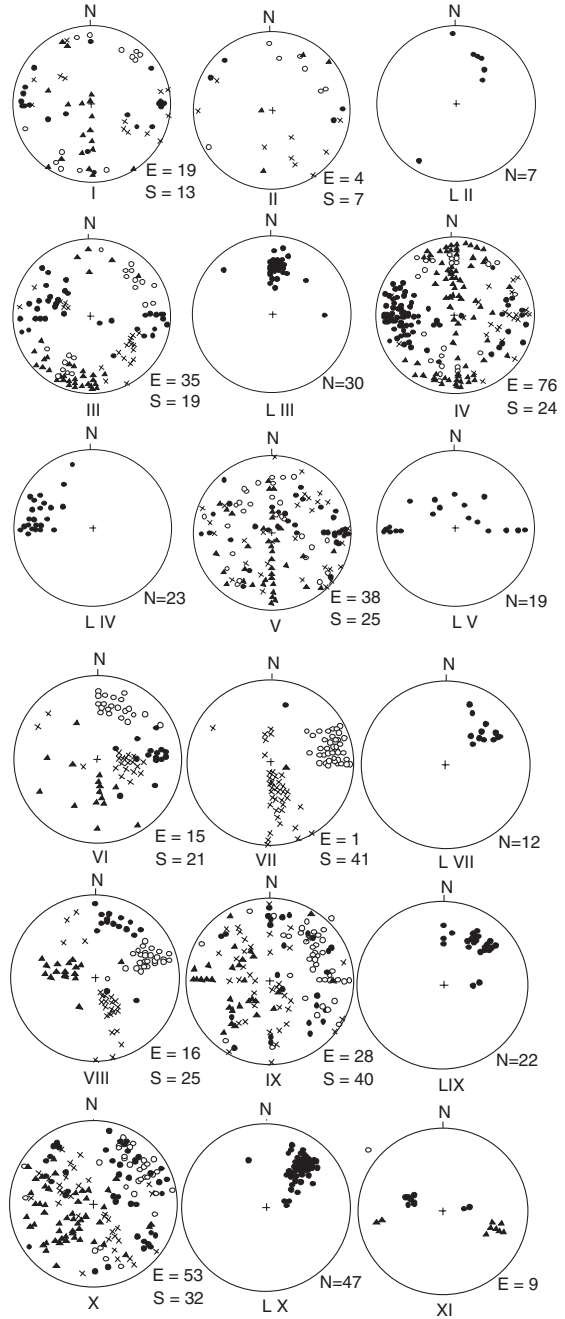 N N N
E = 19
S = 13
I
E = 4
S = 7
II
N=7
L II
N N
E = 35
S = 19
III
N=30
L III
E = 76
S = 24
IV
N
N=23
L IV
E = 38
S = 25
V
N=19
L V
N N N
E = 15
S = 21
VI
E = 1
S = 41
VII
N=12
L VII
N N N
E = 16
S = 25
VIII
E = 28
S = 40
IX
N=22
LIX
N N N
E = 53
S = 32
X
N=47
L X
E = 9
XI